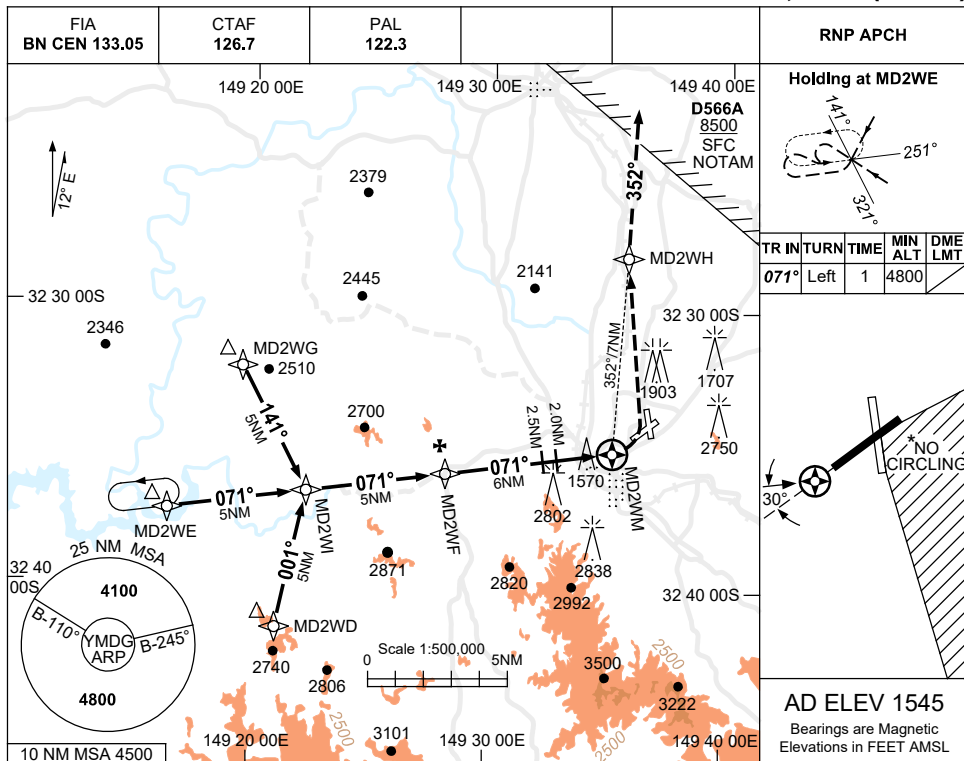 FIA
BN CEN 133.05
CTAF
126.7
PAL
122.3
RNP APCH
149 20 00E
149 30 00E
149 40 00E
D566A
8500
SFC
NOTAM
Holding at MD2WE
141°
251°
321°
TR IN TURN TIME MIN ALT DME LMT
071° Left 1 4800
12° E
2379
352°
MD2WH
2445
2141
32 30 00S
32 30 00S
2346
MD2WG
2510
352°/7NM
1903
1707
141°
5NM
2700
2.5NM
2.0NM
2750
071°
5NM
071°
5NM
071°
6NM
1570
MD2WE
MD2WI
MD2WF
MD2WM
2802
*NO
CIRCLING
30°
25 NM MSA
4100
B-110°
B-245°
YMDG
ARP
4800
32 40
00S
001°
5NM
2871
2820
2838
2992
32 40 00S
MD2WD
2740
2806
Scale 1:500,000
0
5NM
3500
2500
3222
2500
2500
3101
10 NM MSA 4500
149 20 00E
149 30 00E
149 40 00E
AD ELEV 1545
Bearings are Magnetic
Elevations in FEET AMSL